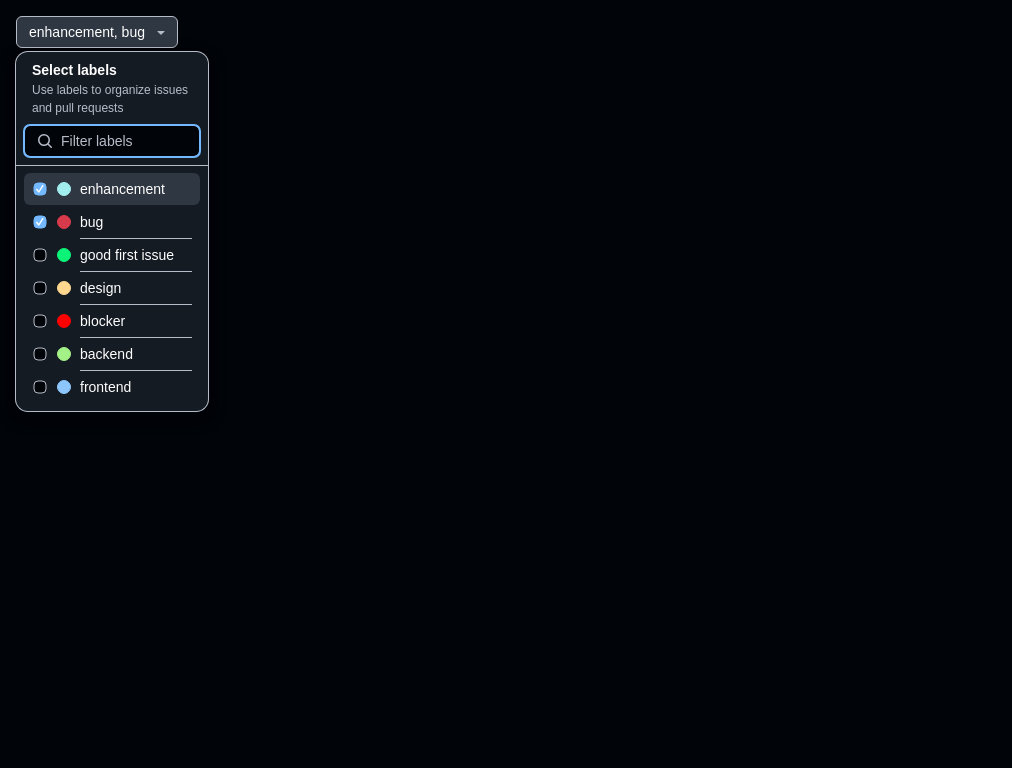 enhancement, bug
Select labels
Use labels to organize issues
and pull requests
Filter labels
enhancement
bug
good first issue
design
blocker
backend
frontend